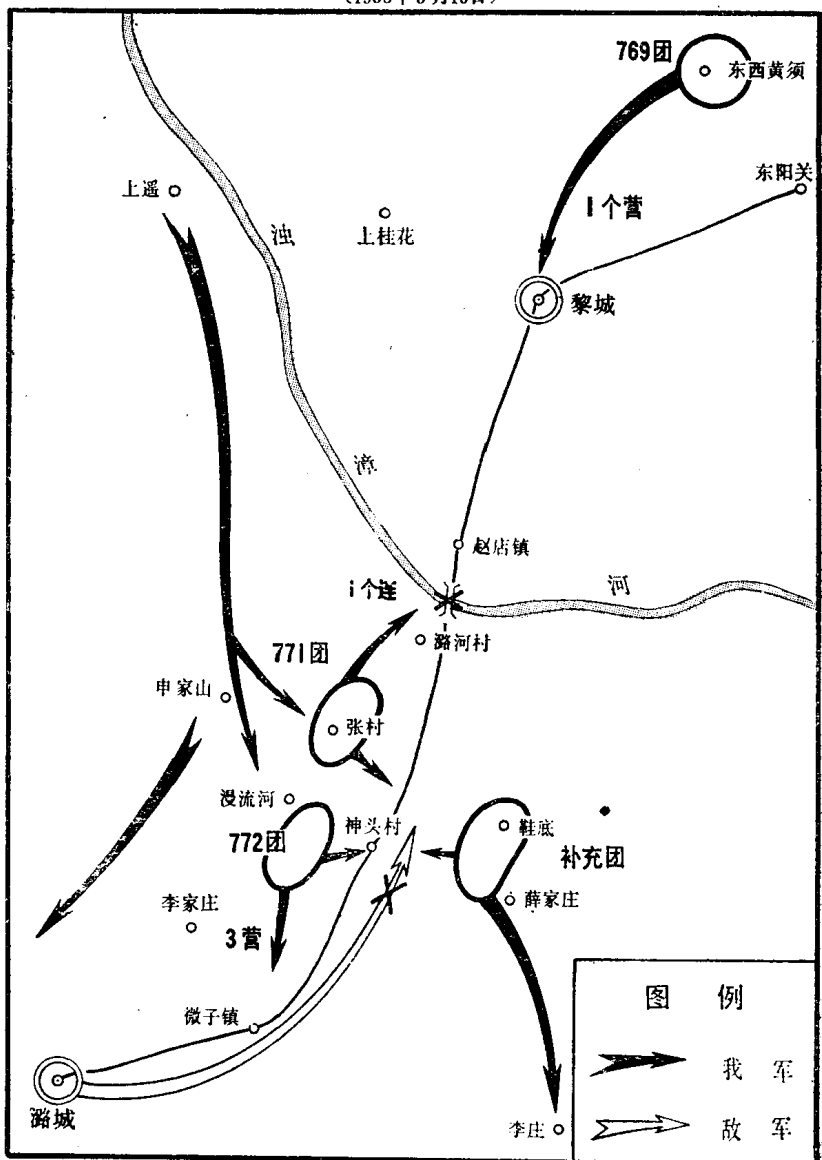 769团
东西黄须
东阳关
上遥
1个营
浊
上桂花
黎城
漳
赵店镇
1个连
河
潞河村
771团
申家山
张村
漫流河
神头村
鞋底
772团
补充团
薛家庄
李家庄
3营
图 例
微子镇
我 军
潞城
敌 军
李庄